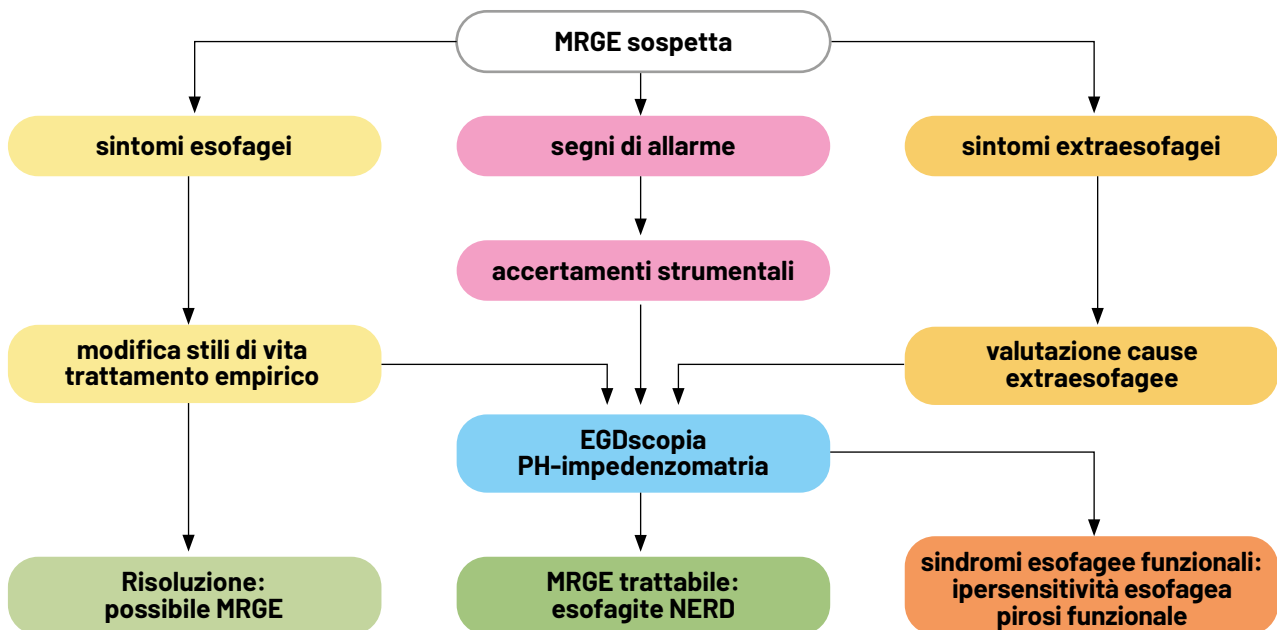 MRGE sospetta
sintomi esofagei
segni di allarme
sintomi extraesofagei
accertamenti strumentali
modifica stili di vita
trattamento empirico
valutazione cause
extraesofagee
EGDscopia
PH-impedenzomatria
Risoluzione:
possibile MRGE
MRGE trattabile:
esofagite NERD
sindromi esofagee funzionali:
ipersensitività esofagea
pirosi funzionale